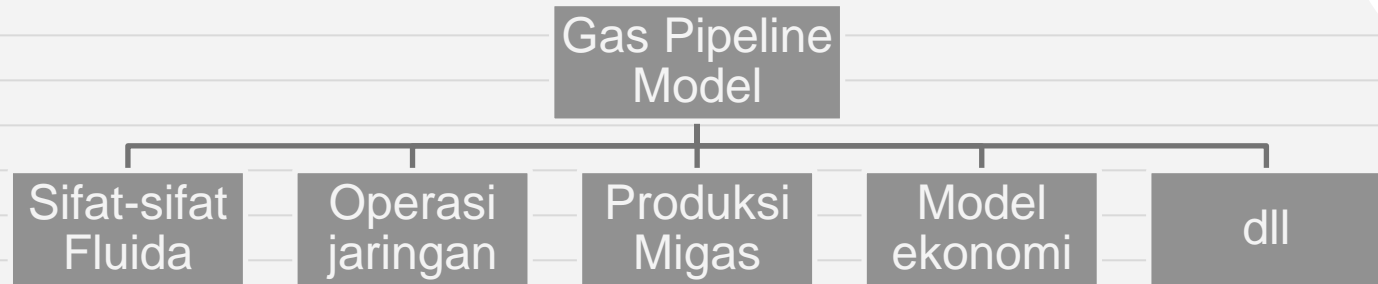 Gas Pipeline
Model
Sifat-sifat
Fluida
Operasi
jaringan
Produksi
Migas
Model
ekonomi
dll